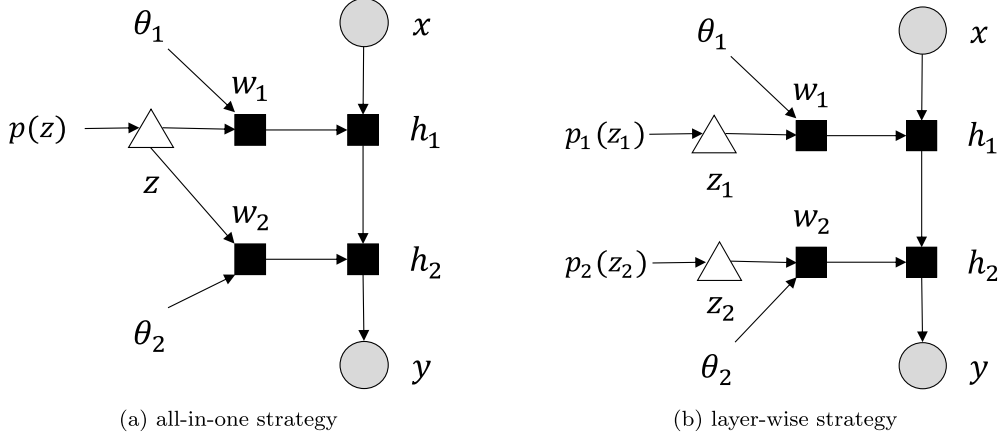 θ₁
x
w₁
p(z)
h₁
z
w₂
h₂
θ₂
y
(a) all-in-one strategy
θ₁
x
w₁
p₁(z₁)
h₁
z₁
w₂
p₂(z₂)
h₂
z₂
θ₂
y
(b) layer-wise strategy